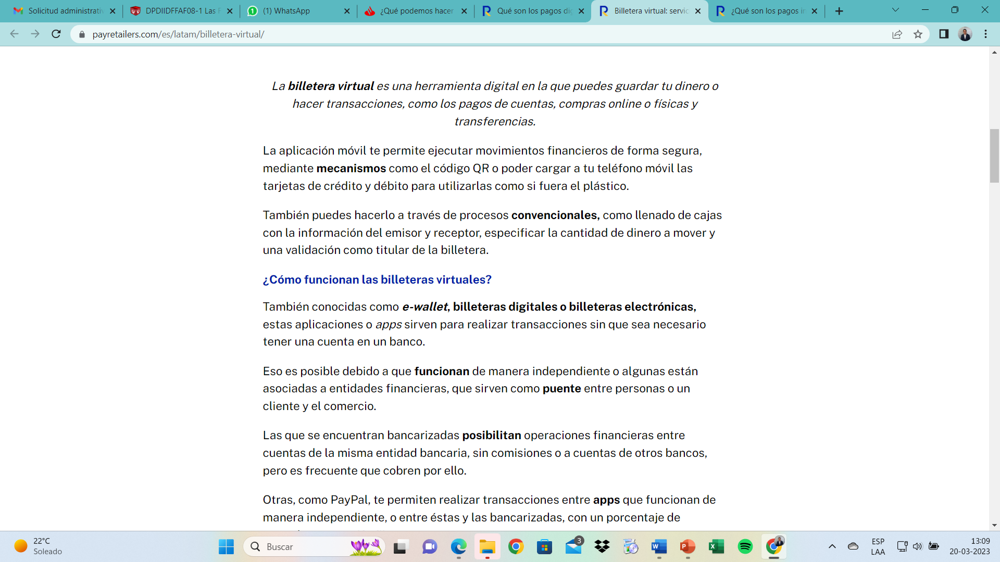 Solicitud administrativ
DPDIIDFFAF08-1 Las F
(1) WhatsApp
¿Qué podemos hacer
Qué son los pagos dig
Billetera virtual: servic
¿Qué son los pagos in
payretailers.com/es/latam/billetera-virtual/
La billetera virtual es una herramienta digital en la que puedes guardar tu dinero o
hacer transacciones, como los pagos de cuentas, compras online o físicas y
transferencias.
La aplicación móvil te permite ejecutar movimientos financieros de forma segura,
mediante mecanismos como el código QR o poder cargar a tu teléfono móvil las
tarjetas de crédito y débito para utilizarlas como si fuera el plástico.
También puedes hacerlo a través de procesos convencionales, como llenado de cajas
con la información del emisor y receptor, especificar la cantidad de dinero a mover y
una validación como titular de la billetera.
¿Cómo funcionan las billeteras virtuales?
También conocidas como e-wallet, billeteras digitales o billeteras electrónicas,
estas aplicaciones o apps sirven para realizar transacciones sin que sea necesario
tener una cuenta en un banco.
Eso es posible debido a que funcionan de manera independiente o algunas están
asociadas a entidades financieras, que sirven como puente entre personas o un
cliente y el comercio.
Las que se encuentran bancarizadas posibilitan operaciones financieras entre
cuentas de la misma entidad bancaria, sin comisiones o a cuentas de otros bancos,
pero es frecuente que cobren por ello.
Otras, como PayPal, te permiten realizar transacciones entre apps que funcionan de
manera independiente, o entre éstas y las bancarizadas, con un porcentaje de
22°C
Soleado
Buscar
3
ESP
LAA
13:09
20-03-2023